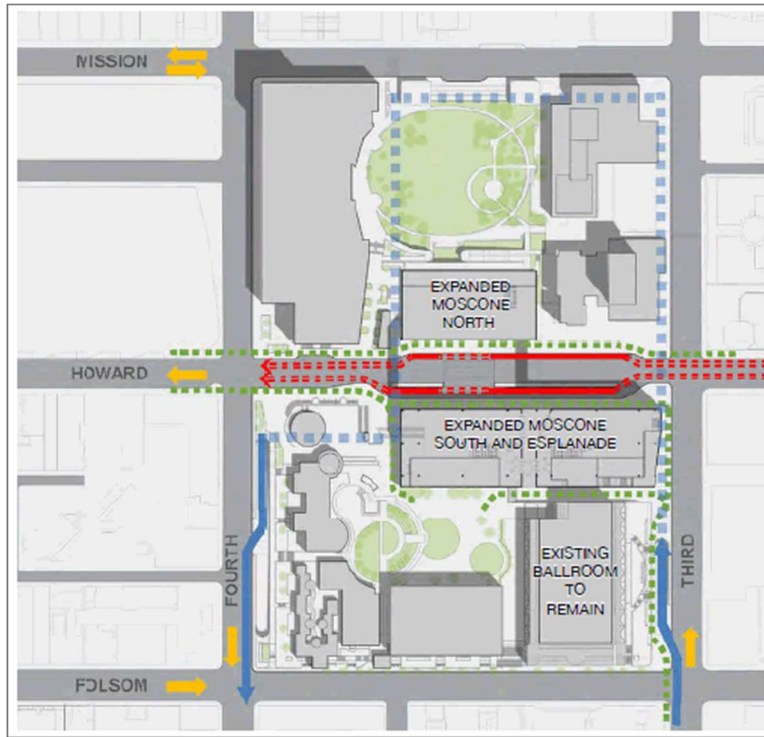 MISSION
EXPANDED
MOSCONE
NORTH
HOWARD
EXPANDED MOSCONE
SOUTH AND ESPLANADE
FOURTH
EXISTING
BALLROOM
TO
REMAIN
THIRD
FOLSOM